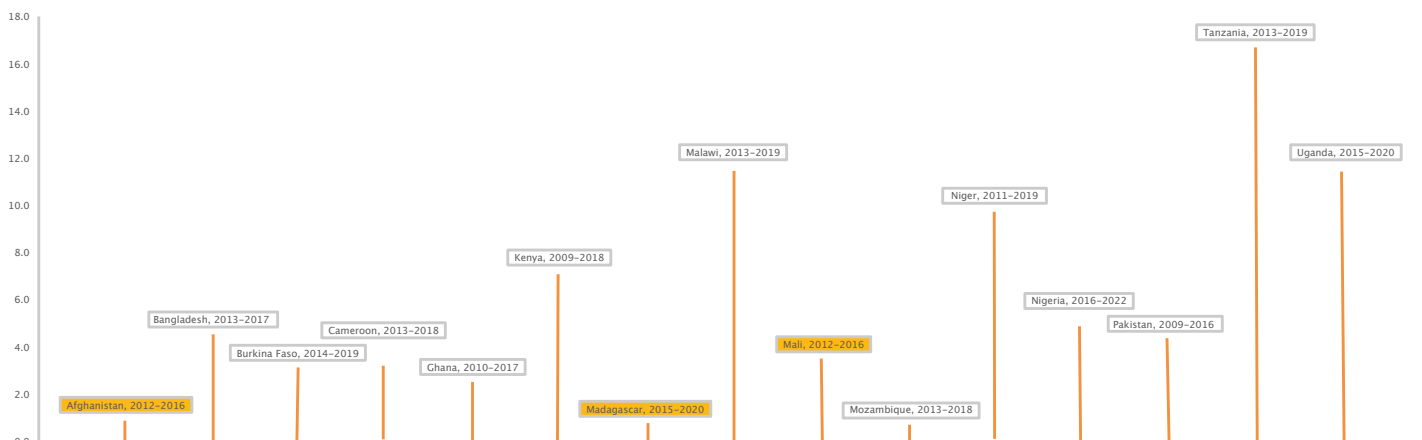 18.0
Tanzania, 2013–2019
16.0
14.0
12.0
Malawi, 2013–2019
Uganda, 2015–2020
10.0
Niger, 2011–2019
8.0
Kenya, 2009–2018
6.0
Nigeria, 2016–2022
Bangladesh, 2013–2017
Pakistan, 2009–2016
Cameroon, 2013–2018
4.0
Mali, 2012–2016
Burkina Faso, 2014–2019
Ghana, 2010–2017
2.0
Afghanistan, 2012–2016
Madagascar, 2015–2020
Mozambique, 2013–2018